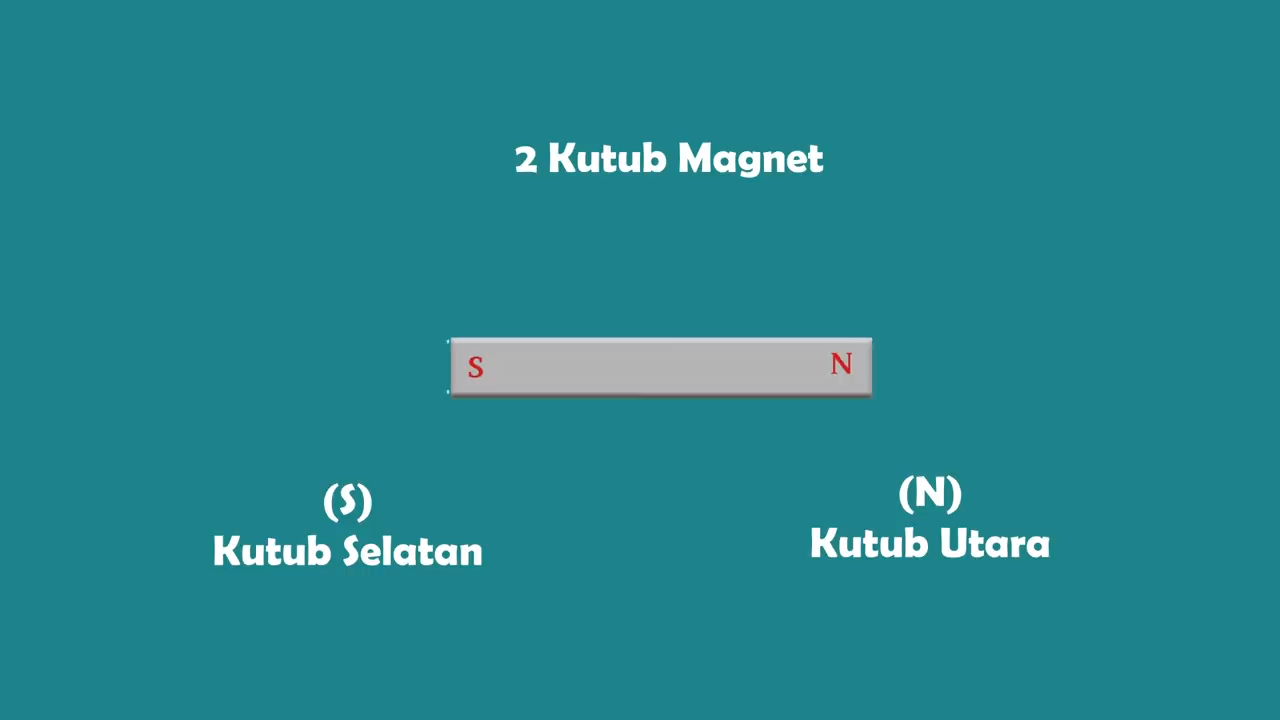 2 Kutub Magnet
S
N
(S)
Kutub Selatan
(N)
Kutub Utara